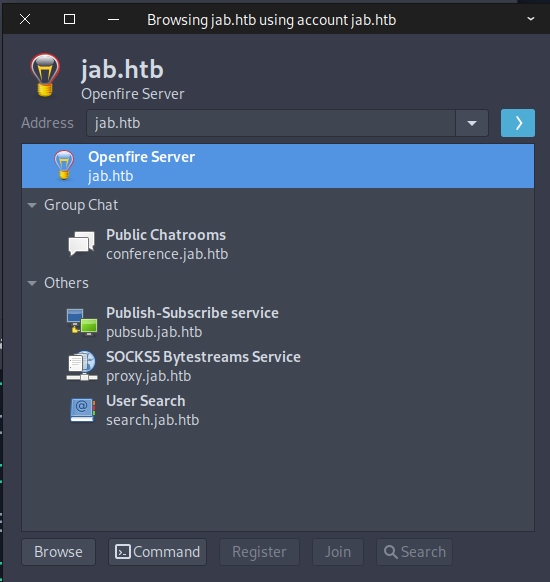 Browsing jab.htb using account jab.htb
jab.htb
Openfire Server
Address jab.htb
Openfire Server
jab.htb
Group Chat
Public Chatrooms
conference.jab.htb
Others
Publish-Subscribe service
pubsub.jab.htb
SOCKS5 Bytestreams Service
proxy.jab.htb
User Search
search.jab.htb
Browse Command Register Join Search